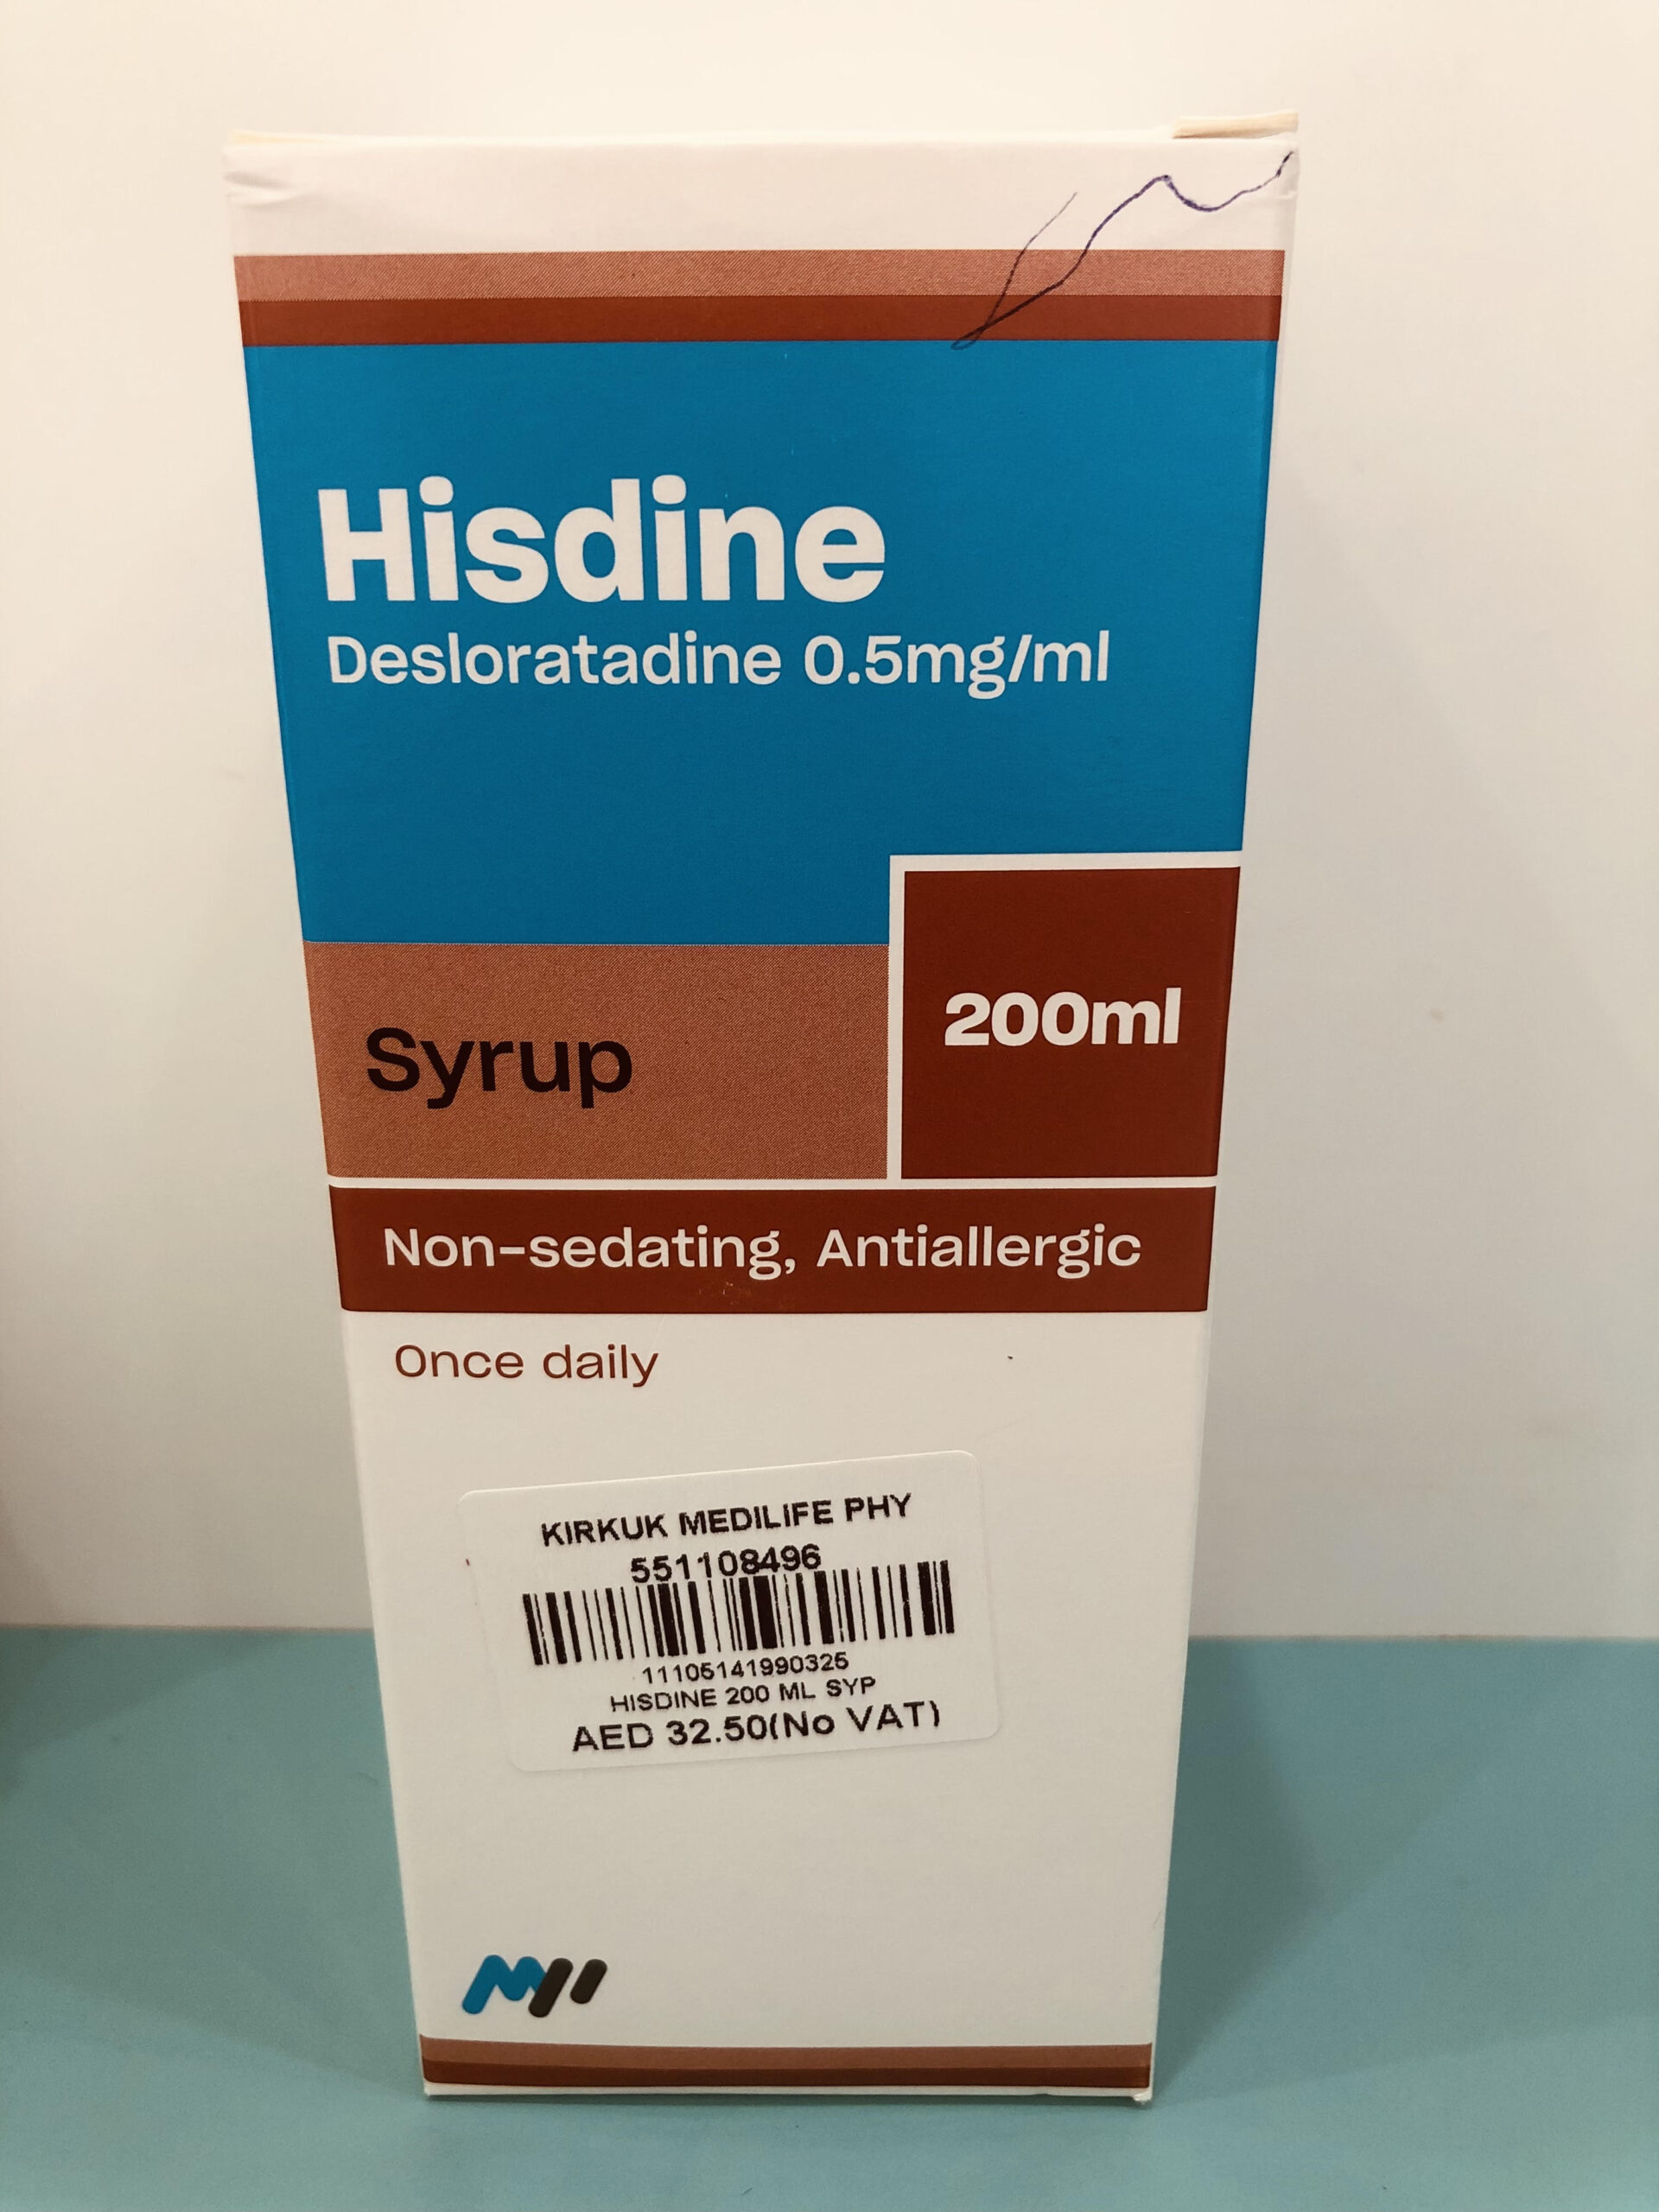 Hisdine
Desloratadine 0.5mg/ml
Syrup
200ml
Non-sedating, Antiallergic
Once daily
KIRKUK MEDILIFE PHY
551108496
11105141990325
HISDINE 200 ML SYP
AED 32.50(No VAT)